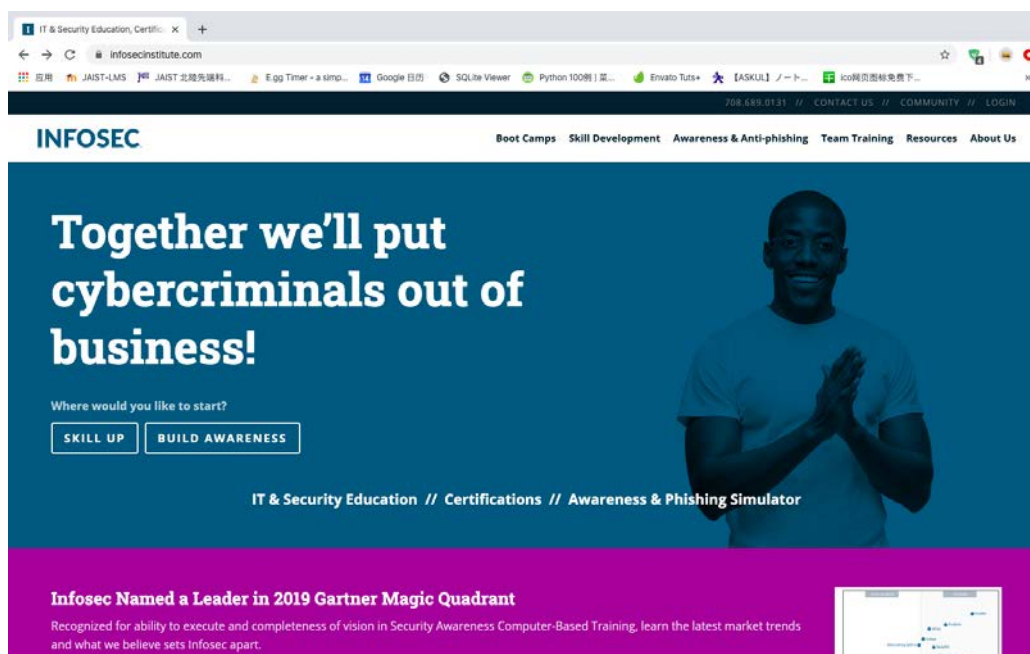 IT & Security Education, Certific
infosecinstitute.com
应用 JAIST-LMS JAIST 北陸先端科... E.gg Timer - a simp... Google 日历 SQLite Viewer Python 100例 | 菜... Envato Tuts+ 【ASKUL】ノート... ico网页图标免费下...
708.689.0131 // CONTACT US // COMMUNITY // LOGIN
INFOSEC
Boot Camps Skill Development Awareness & Anti-phishing Team Training Resources About Us
Together we'll put
cybercriminals out of
business!
Where would you like to start?
SKILL UP BUILD AWARENESS
IT & Security Education // Certifications // Awareness & Phishing Simulator
Infosec Named a Leader in 2019 Gartner Magic Quadrant
Recognized for ability to execute and completeness of vision in Security Awareness Computer-Based Training, learn the latest market trends
and what we believe sets Infosec apart.